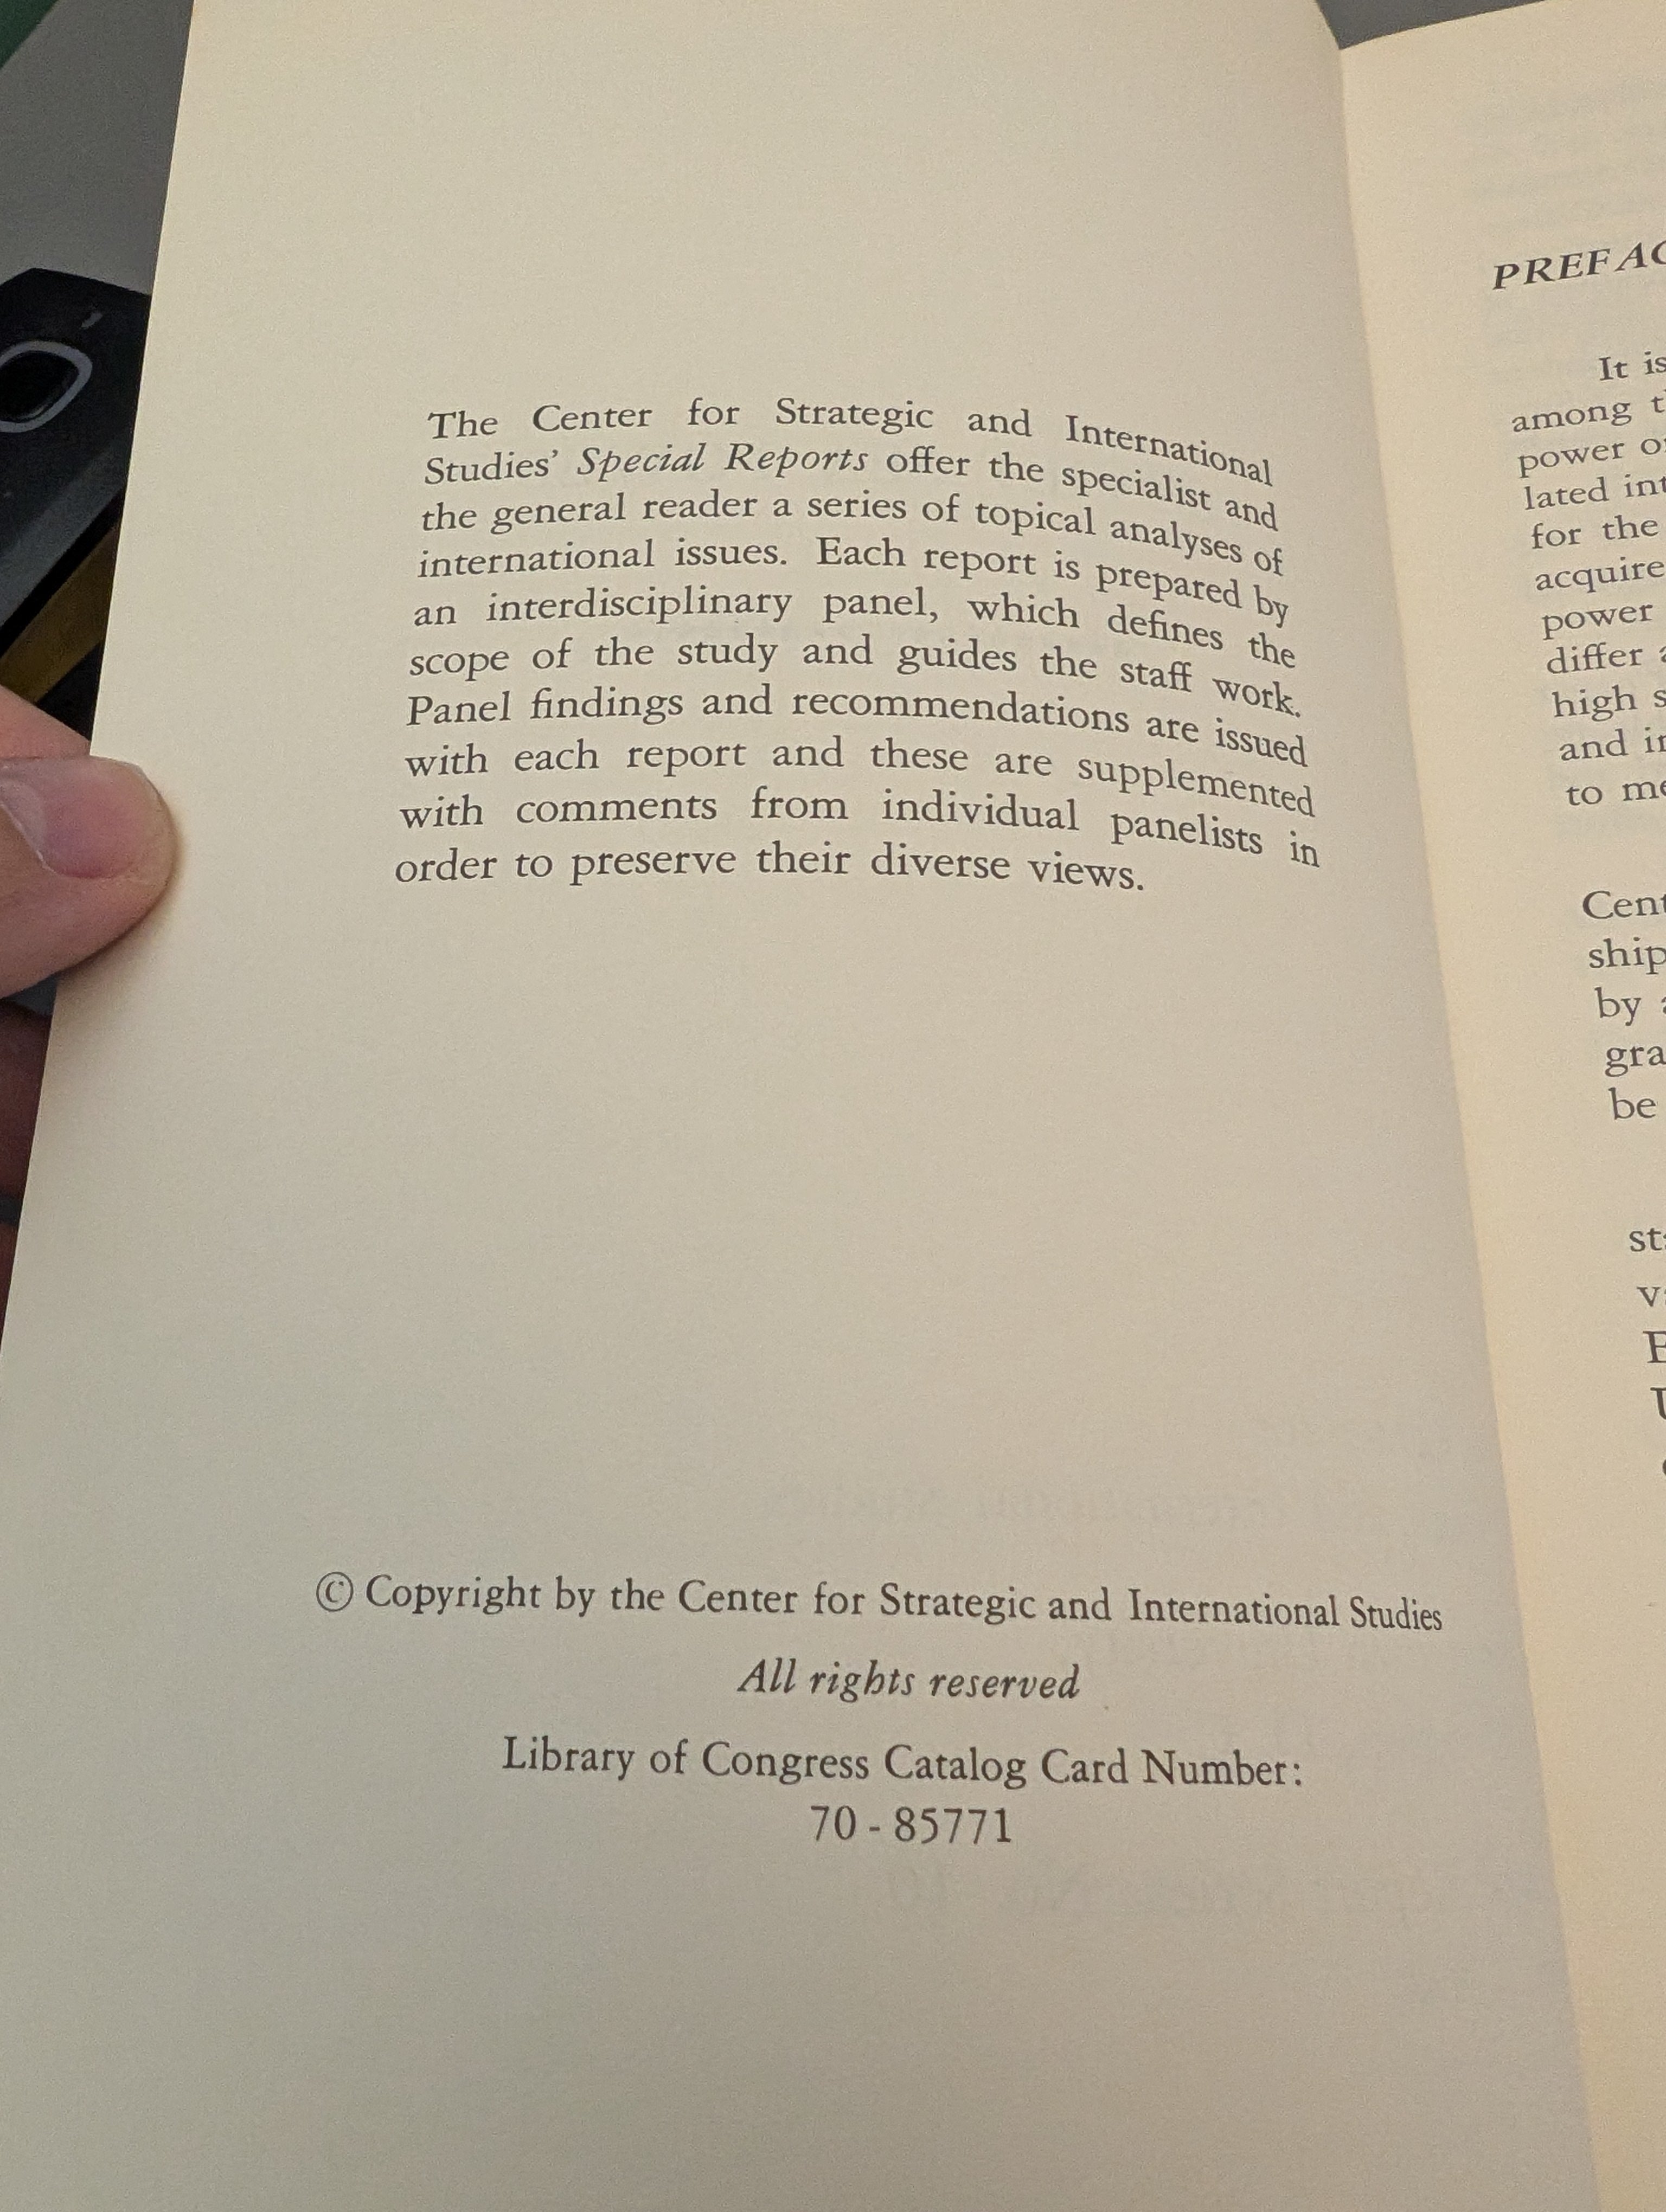 The Center for Strategic and International
Studies' Special Reports offer the specialist and
the general reader a series of topical analyses of
international issues. Each report is prepared by
an interdisciplinary panel, which defines the
scope of the study and guides the staff work.
Panel findings and recommendations are issued
with each report and these are supplemented
with comments from individual panelists in
order to preserve their diverse views.
© Copyright by the Center for Strategic and International Studies
All rights reserved
Library of Congress Catalog Card Number:
70 - 85771
It is
among
power
lated
for the
acquire
power
differ
high
and
to
by
be